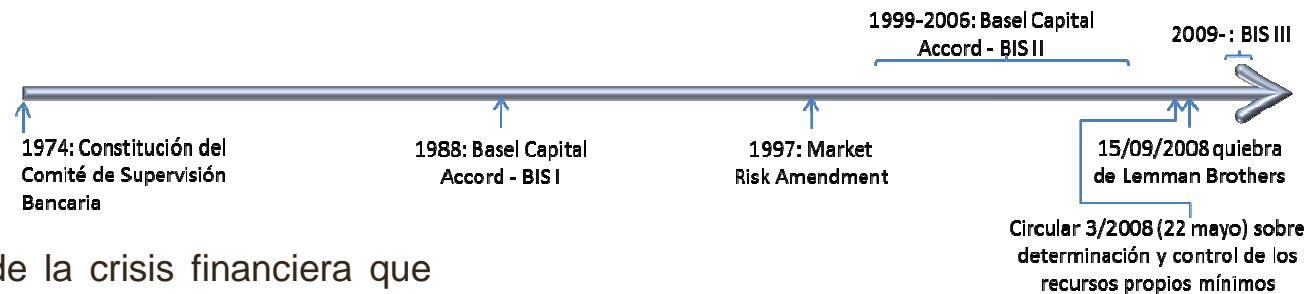 1999-2006: Basel Capital
Accord - BIS II
2009- : BIS III
1974: Constitución del
Comité de Supervisión
Bancaria
1988: Basel Capital
Accord - BIS I
1997: Market
Risk Amendment
15/09/2008 quiebra
de Lemman Brothers
Circular 3/2008 (22 mayo) sobre
determinación y control de los
recursos propios mínimos
de la crisis financiera que